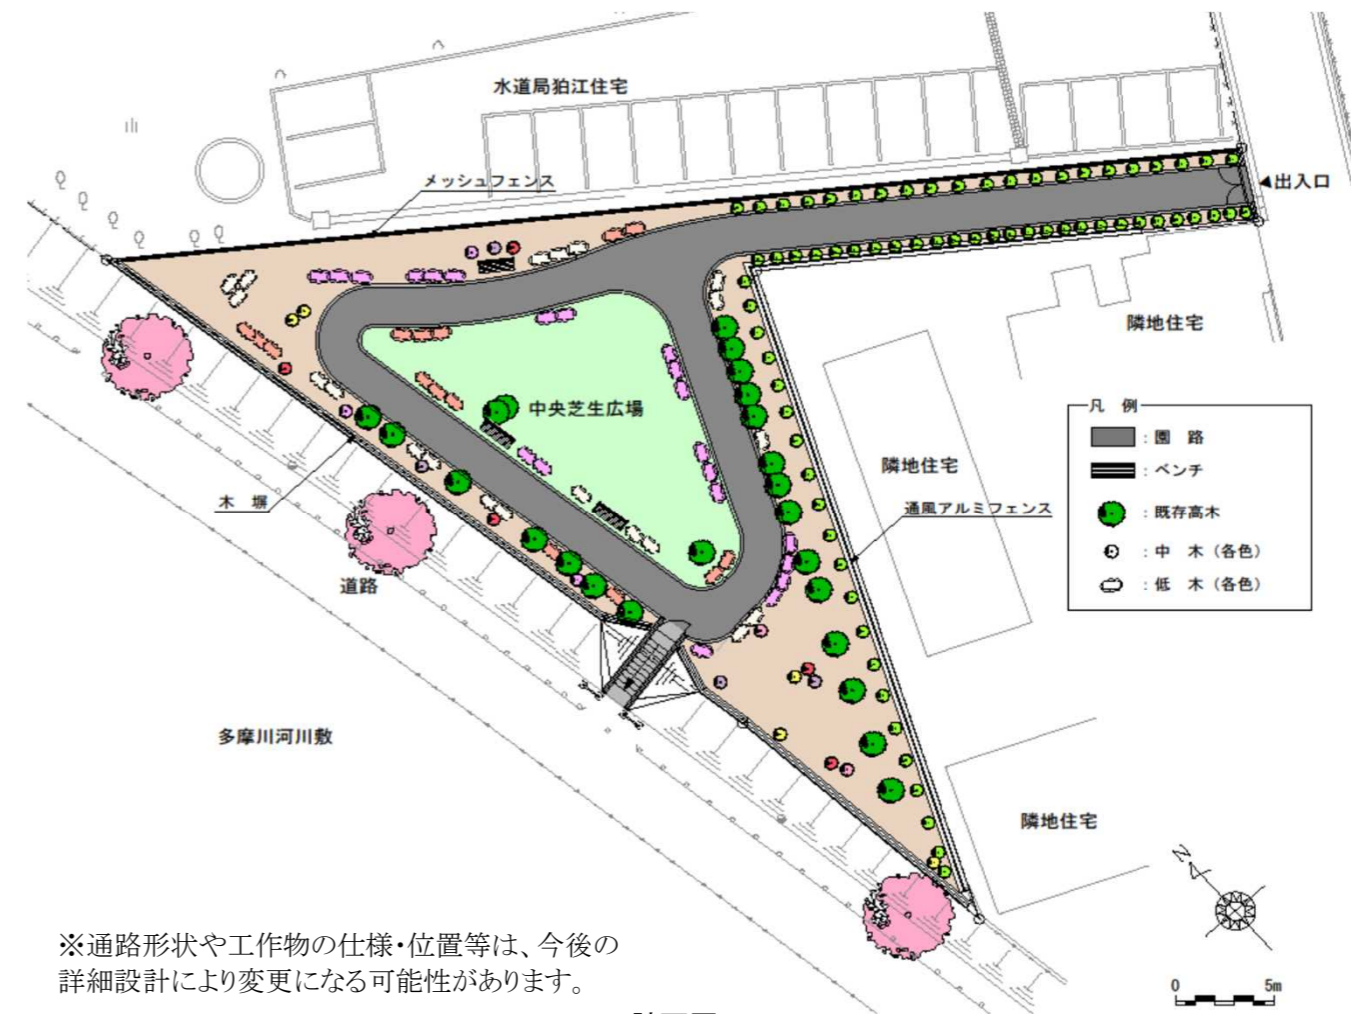 水道局狛江住宅
メッシュフェンス
◀出入口
隣地住宅
凡 例
：園 路
：ベンチ
：既存高木
：中 木（各色）
：低 木（各色）
中央芝生広場
隣地住宅
通風アルミフェンス
木 塀
道路
多摩川河川敷
隣地住宅
N
※通路形状や工作物の仕様・位置等は、今後の
詳細設計により変更になる可能性があります。
0 5m